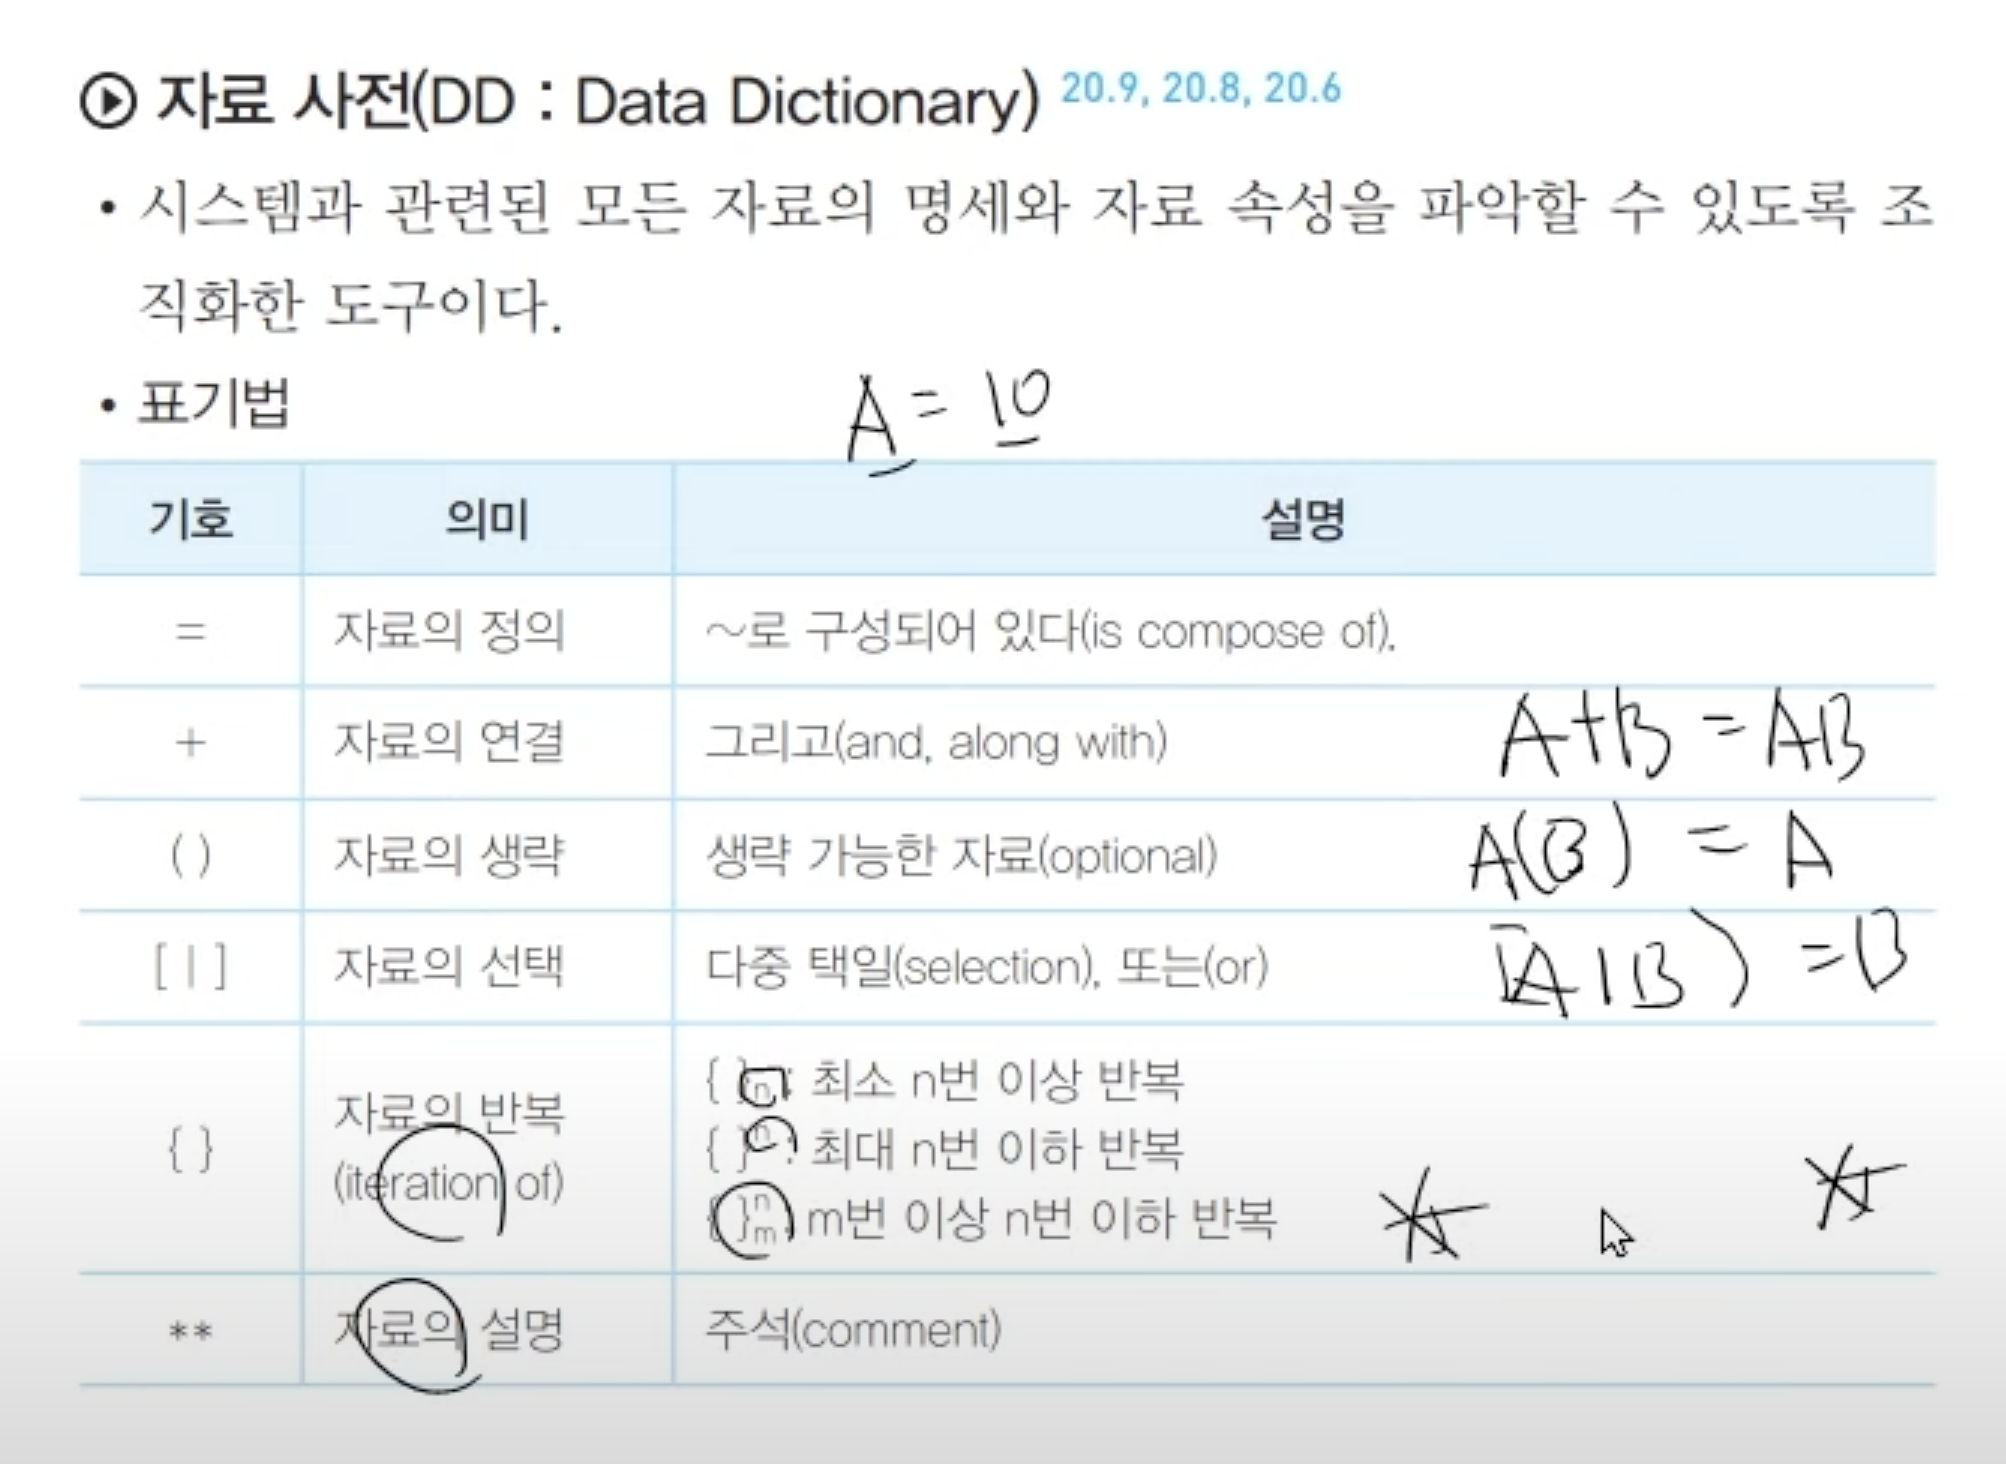 자료 사전(DD : Data Dictionary) 20.9, 20.8, 20.6
• 시스템과 관련된 모든 자료의 명세와 자료 속성을 파악할 수 있도록 조
직화한 도구이다.
• 표기법
A = 10
기호 의미 설명
= 자료의 정의 ~로 구성되어 있다(is compose of).
+ 자료의 연결 그리고(and, along with) A+B = AB
( ) 자료의 생략 생략 가능한 자료(optional) A(B) = A
[ | ] 자료의 선택 다중 택일(selection), 또는(or) [A|B) = B
{ } 자료의 반복
(iteration of)
{ }n : 최소 n번 이상 반복
{ }ⁿ : 최대 n번 이하 반복
{ }ⁿm m번 이상 n번 이하 반복
** 자료의 설명 주석(comment)